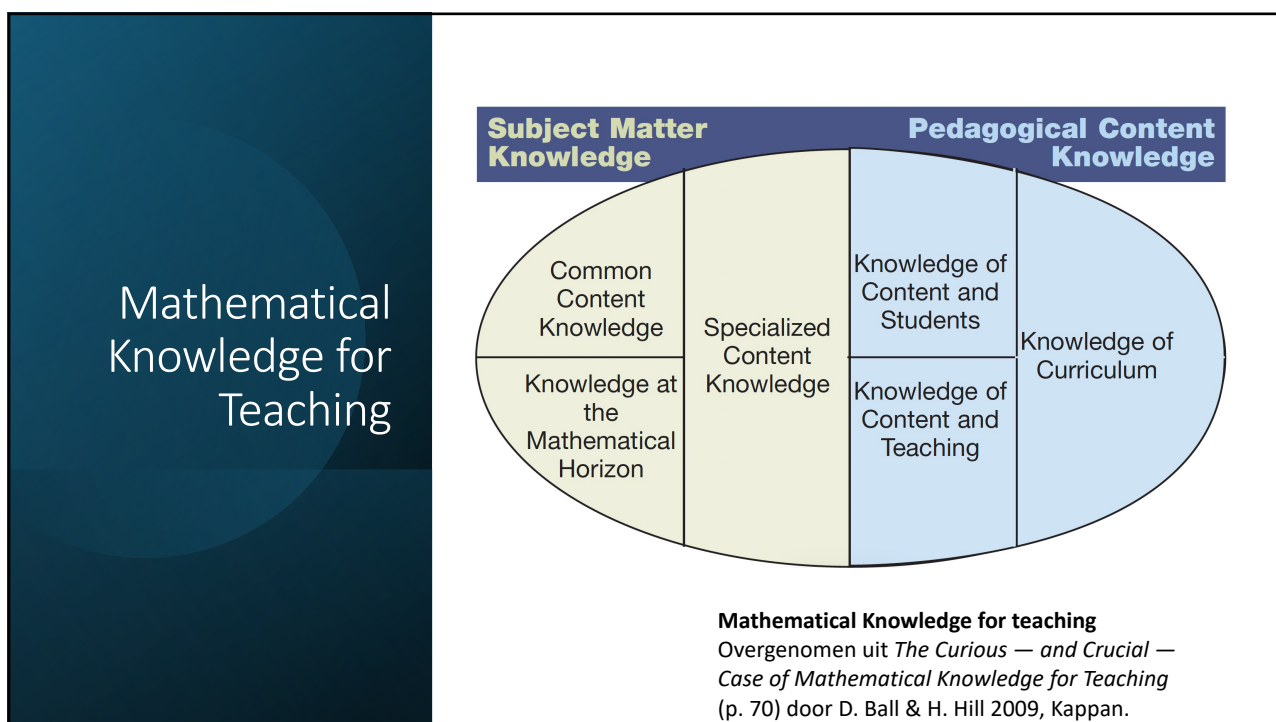 Mathematical
Knowledge for
Teaching
Subject Matter
Knowledge
Pedagogical Content
Knowledge
Common
Content
Knowledge
Knowledge at
the
Mathematical
Horizon
Specialized
Content
Knowledge
Knowledge of
Content and
Students
Knowledge of
Content and
Teaching
Knowledge of
Curriculum
Mathematical Knowledge for teaching
Overgenomen uit The Curious — and Crucial —
Case of Mathematical Knowledge for Teaching
(p. 70) door D. Ball & H. Hill 2009, Kappan.